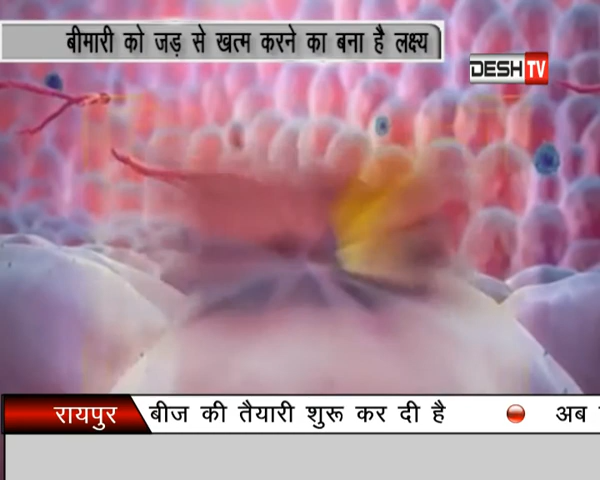 बीमारी को जड़ से खत्म करने का बना है लक्ष्य
DESH TV
रायपुर बीज की तैयारी शुरू कर दी है अब